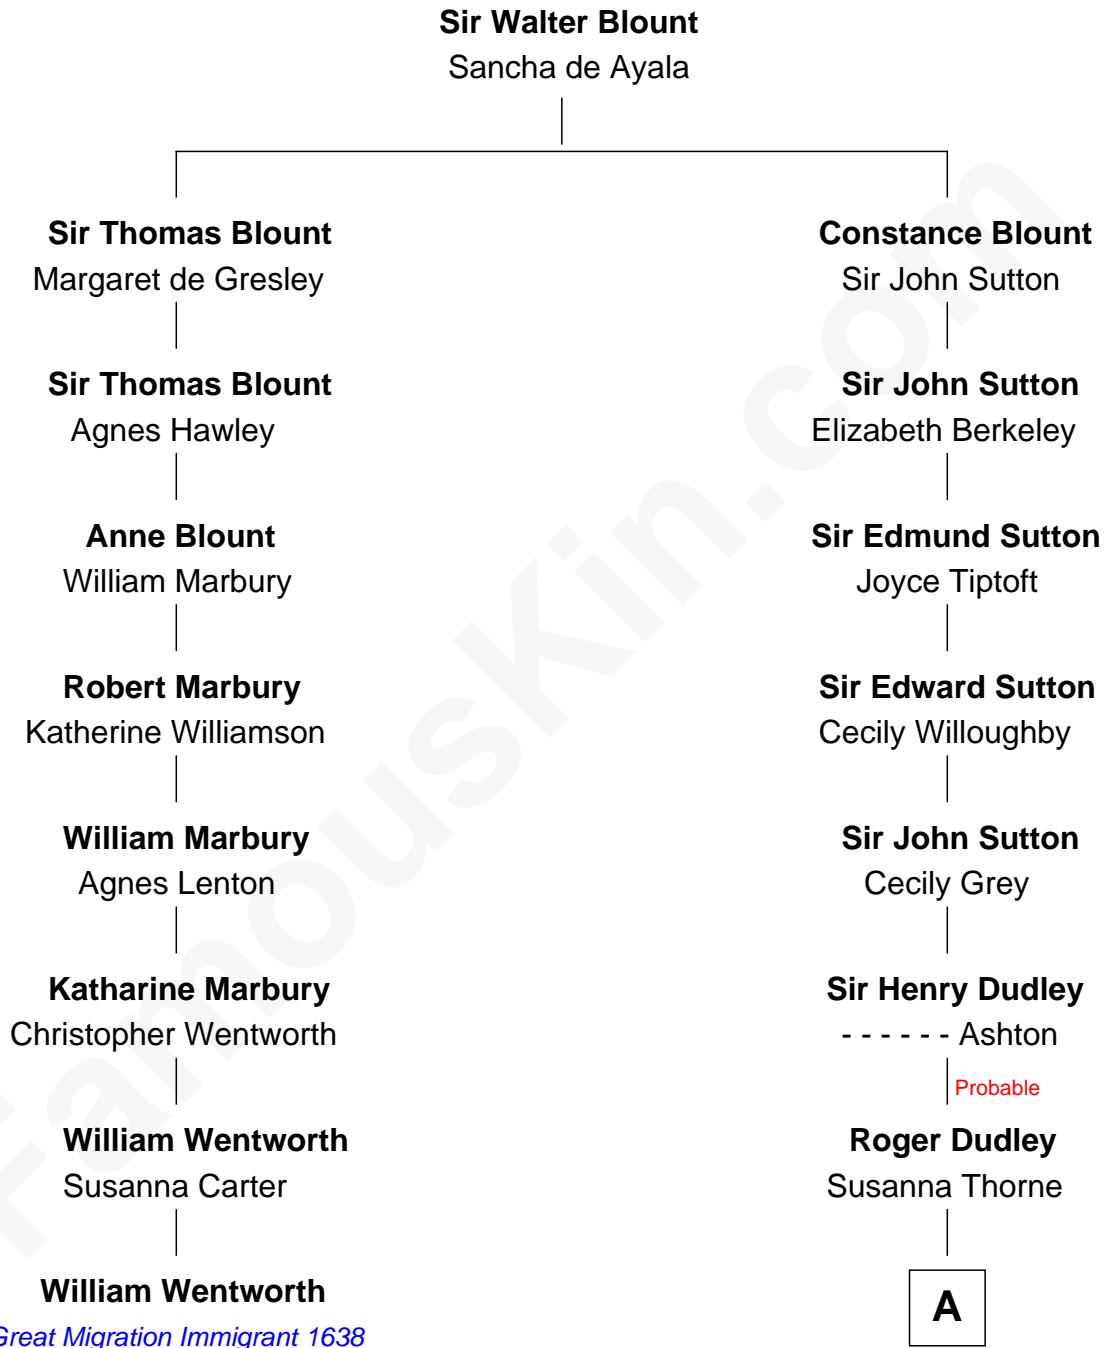 Sir Walter Blount
Sancha de Ayala
Sir Thomas Blount
Margaret de Gresley
Constance Blount
Sir John Sutton
Sir Thomas Blount
Agnes Hawley
Sir John Sutton
Elizabeth Berkeley
Anne Blount
William Marbury
Sir Edmund Sutton
Joyce Tiptoft
Robert Marbury
Katherine Williamson
Sir Edward Sutton
Cecily Willoughby
William Marbury
Agnes Lenton
Sir John Sutton
Cecily Grey
Katharine Marbury
Christopher Wentworth
Sir Henry Dudley
- - - - - - Ashton
Probable
William Wentworth
Susanna Carter
Roger Dudley
Susanna Thorne
William Wentworth
Great Migration Immigrant 1638
A
FamousKin.com